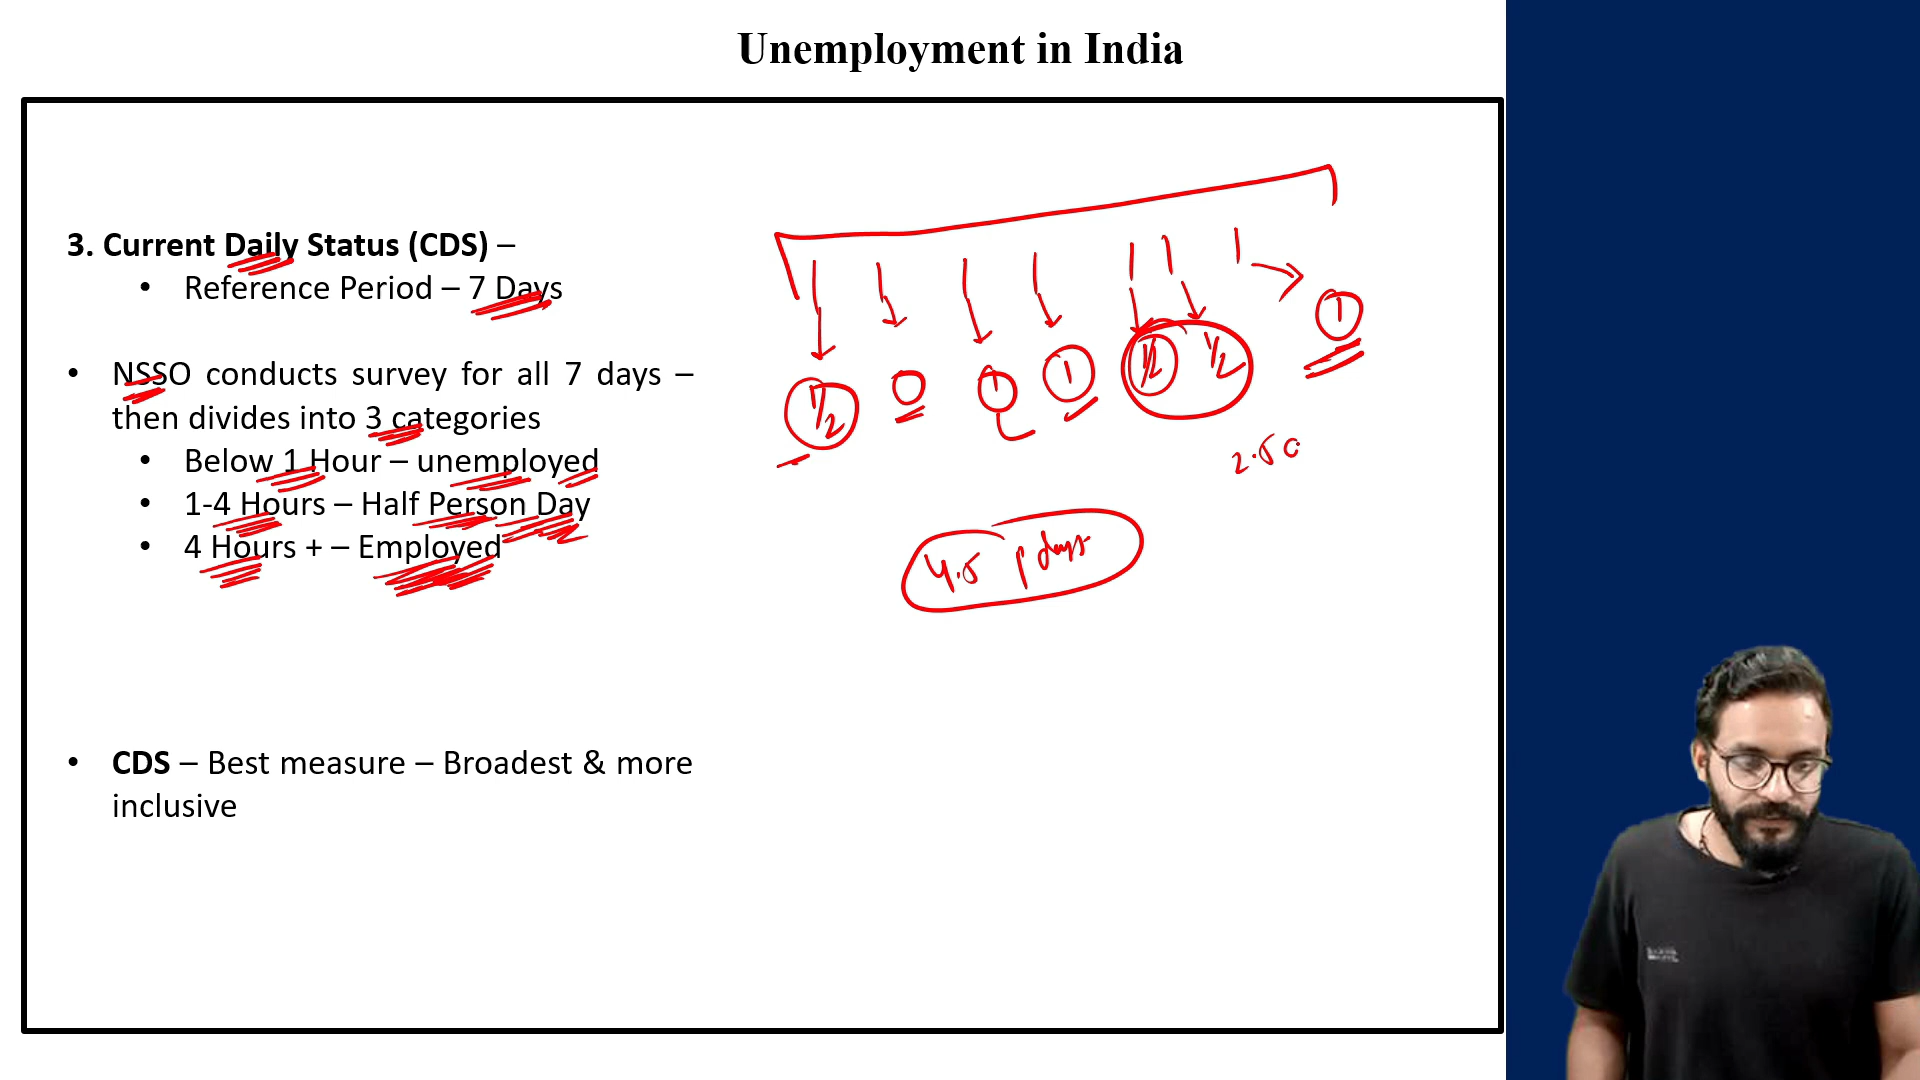 Unemployment in India
3. Current Daily Status (CDS) –
• Reference Period – 7 Days
• NSSO conducts survey for all 7 days –
then divides into 3 categories
• Below 1 Hour – unemployed
• 1-4 Hours – Half Person Day
• 4 Hours + – Employed
• CDS – Best measure – Broadest & more
inclusive
1/2 0 1 1 1/2 1/2 1
2.5
4.5 p days